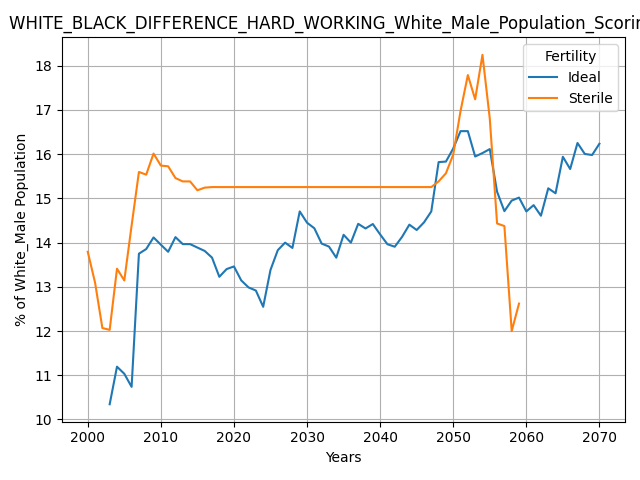 WHITE_BLACK_DIFFERENCE_HARD_WORKING_White_Male_Population_Scorin
Fertility
Ideal
Sterile
% of White_Male Population
18
17
16
15
14
13
12
11
10
2000 2010 2020 2030 2040 2050 2060 2070
Years